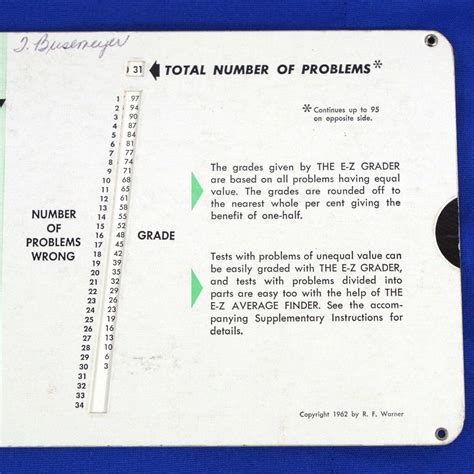 J. Busemeyer
31 TOTAL NUMBER OF PROBLEMS*
*Continues up to 95
on opposite side.
1 97
2 94
3 90
4 87
5 84
6 81
7 77
8 74
9 71
10 68
11 65
12 61
13 58
14 55
15 52
16 48
17 45
18 42
19 39
20 35
21 32
22 29
23 26
24 23
25 19
26 16
27 13
28 10
29 6
30 3
31
32
33
34
NUMBER
OF
PROBLEMS
WRONG
GRADE
The grades given by THE E-Z GRADER
are based on all problems having equal
value. The grades are rounded off to
the nearest whole per cent giving the
benefit of one-half.
Tests with problems of unequal value can
be easily graded with THE E-Z GRADER,
and tests with problems divided into
parts are easy too with the help of THE
E-Z AVERAGE FINDER. See the accom-
panying Supplementary Instructions for
details.
Copyright 1962 by R. F. Warner